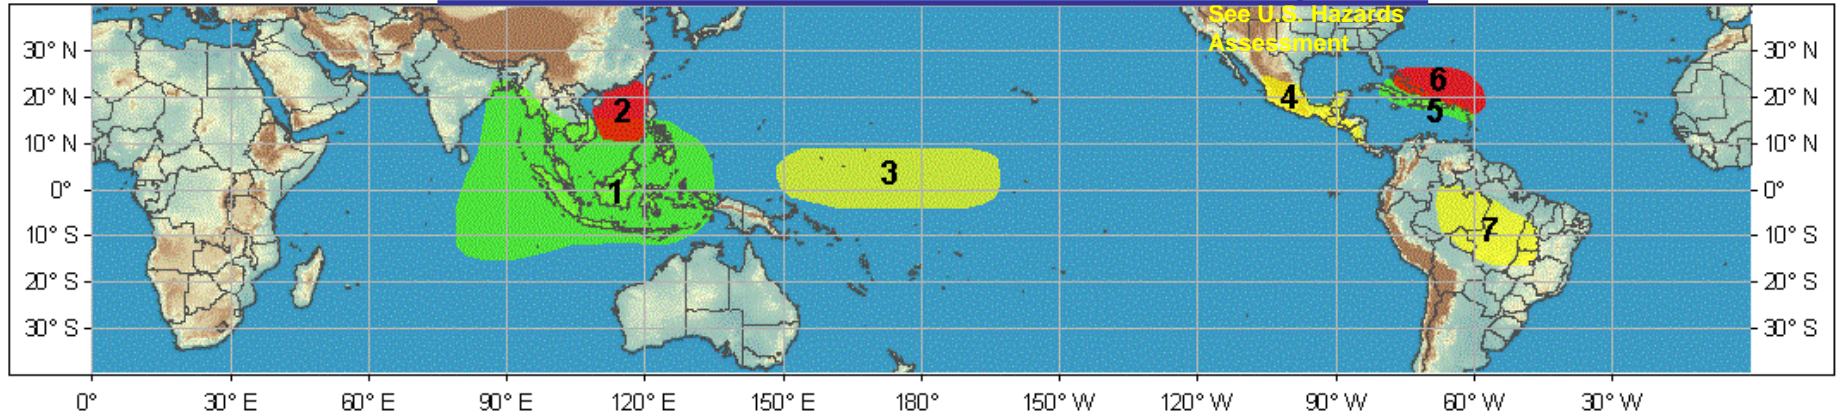 See U.S. Hazards
Assessment
30° N
30° N
6
20° N
4
2
5
20° N
10° N
10° N
3
0°
1
0°
7
10° S
10° S
20° S
20° S
30° S
30° S
0°
30° E
60° E
90° E
120° E
150° E
180°
150° W
120° W
90° W
60° W
30° W